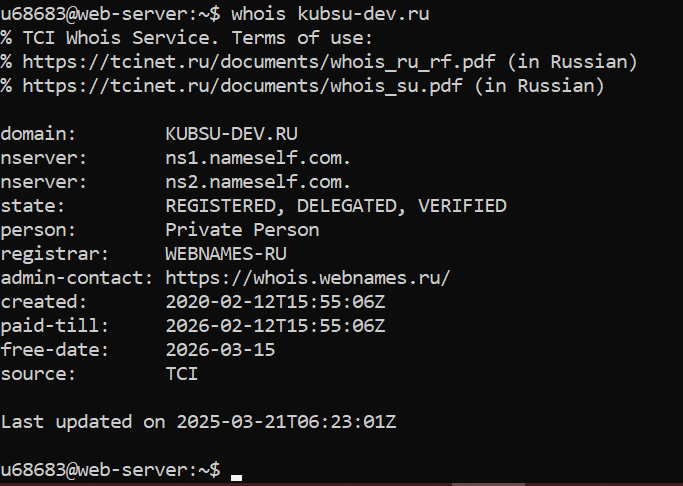 u68683@web-server:~$ whois kubsu-dev.ru
% TCI Whois Service. Terms of use:
% https://tcinet.ru/documents/whois_ru_rf.pdf (in Russian)
% https://tcinet.ru/documents/whois_su.pdf (in Russian)

domain:        KUBSU-DEV.RU
nserver:       ns1.nameself.com.
nserver:       ns2.nameself.com.
state:         REGISTERED, DELEGATED, VERIFIED
person:        Private Person
registrar:     WEBNAMES-RU
admin-contact: https://whois.webnames.ru/
created:       2020-02-12T15:55:06Z
paid-till:     2026-02-12T15:55:06Z
free-date:     2026-03-15
source:        TCI

Last updated on 2025-03-21T06:23:01Z

u68683@web-server:~$